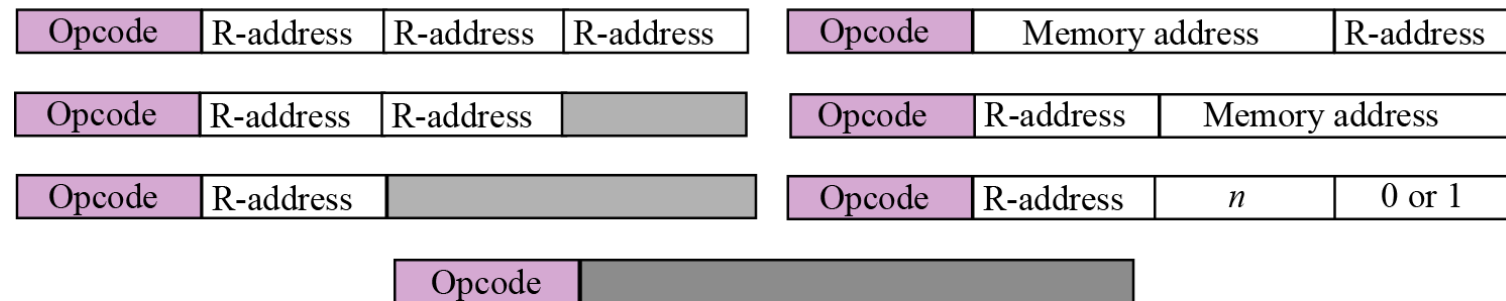 Opcode R-address R-address R-address Opcode Memory address R-address
Opcode R-address R-address Opcode R-address Memory address
Opcode R-address Opcode R-address n 0 or 1
Opcode